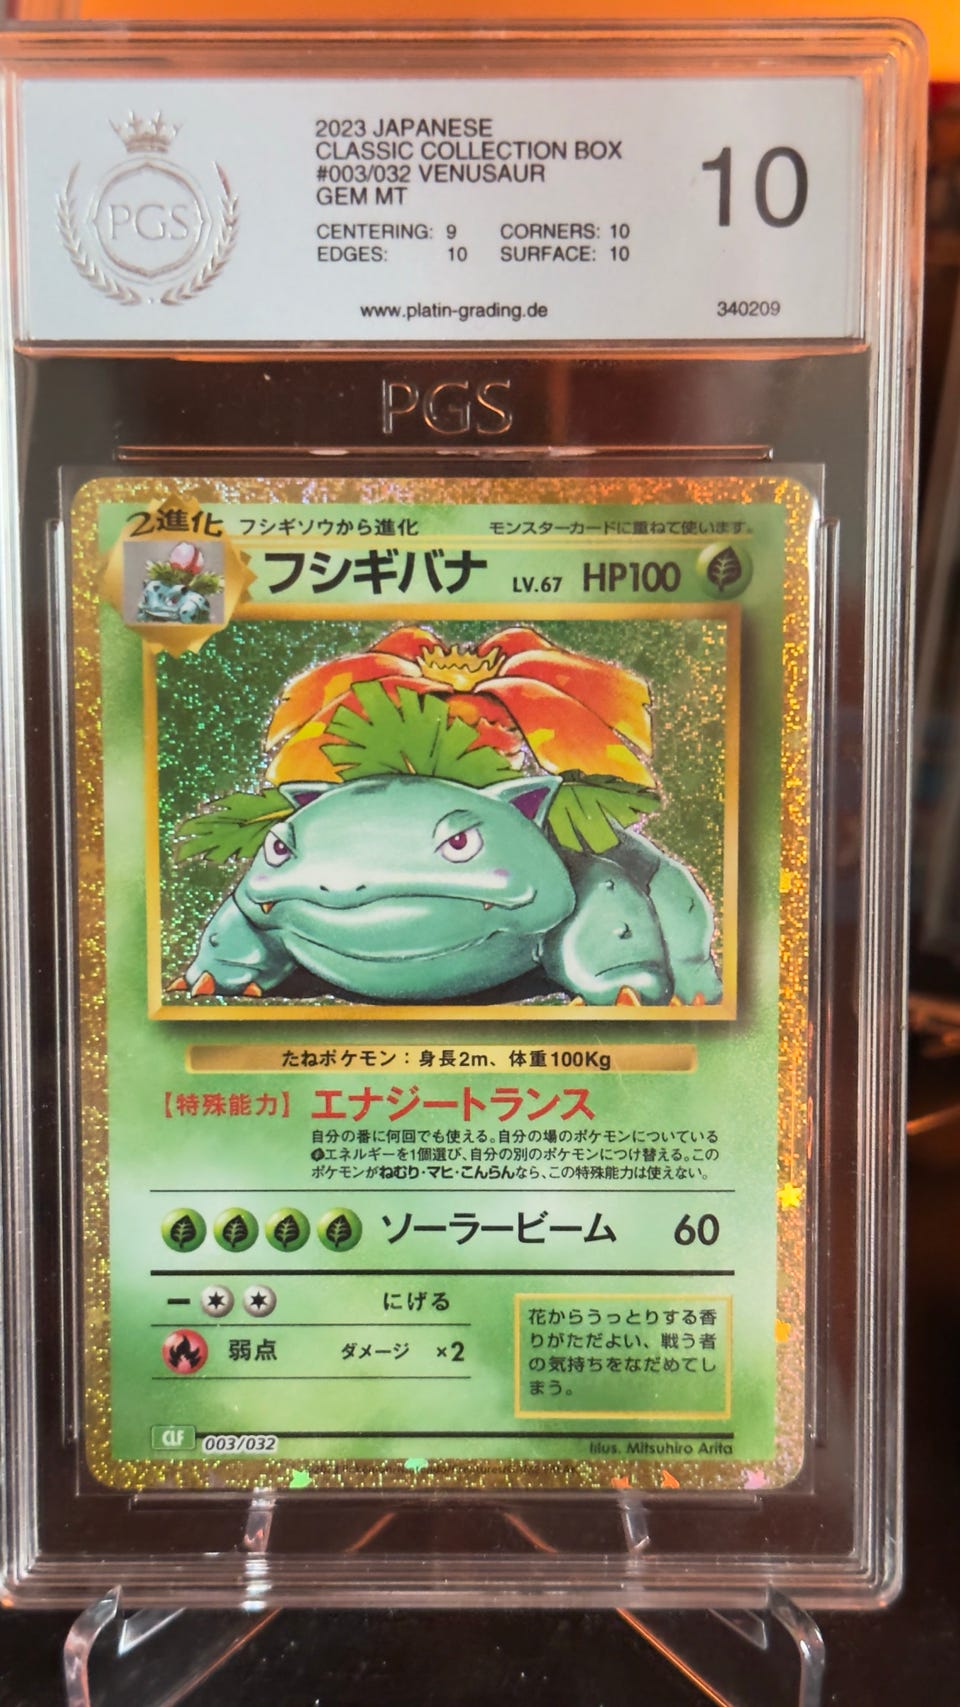 2023 JAPANESE
CLASSIC COLLECTION BOX
#003/032 VENUSAUR
GEM MT
10
CENTERING: 9 CORNERS: 10
EDGES: 10 SURFACE: 10
PGS
www.platin-grading.de
340209
PGS
2進化 フシギソウから進化 モンスターカードに重ねて使います。
フシギバナ LV.67 HP100
たねポケモン：身長2m、体重100Kg
【特殊能力】 エナジートランス
自分の番に何回でも使える。自分の場のポケモンについている
エネルギーを1個選び、自分の別のポケモンにつけ替える。この
ポケモンがねむり・マヒ・こんらんなら、この特殊能力は使えない。
ソーラービーム 60
ー にげる
弱点 ダメージ ×2
花からうっとりする香
りがただよい、戦う者
の気持ちをなだめてし
まう。
CLF 003/032
Illus. Mitsuhiro Arita